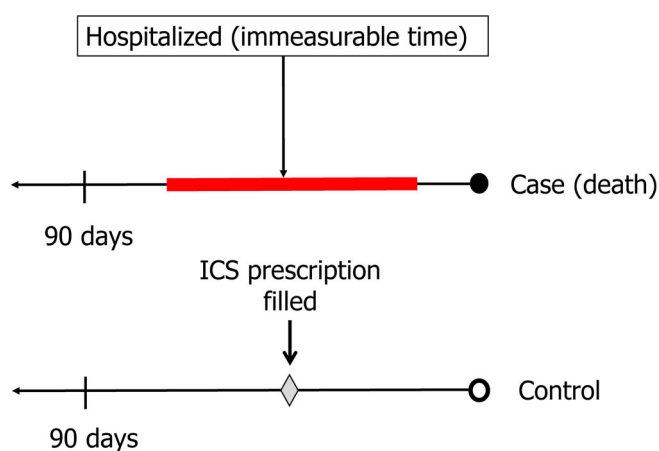 Hospitalized (immeasurable time)
Case (death)
90 days
ICS prescription
filled
Control
90 days